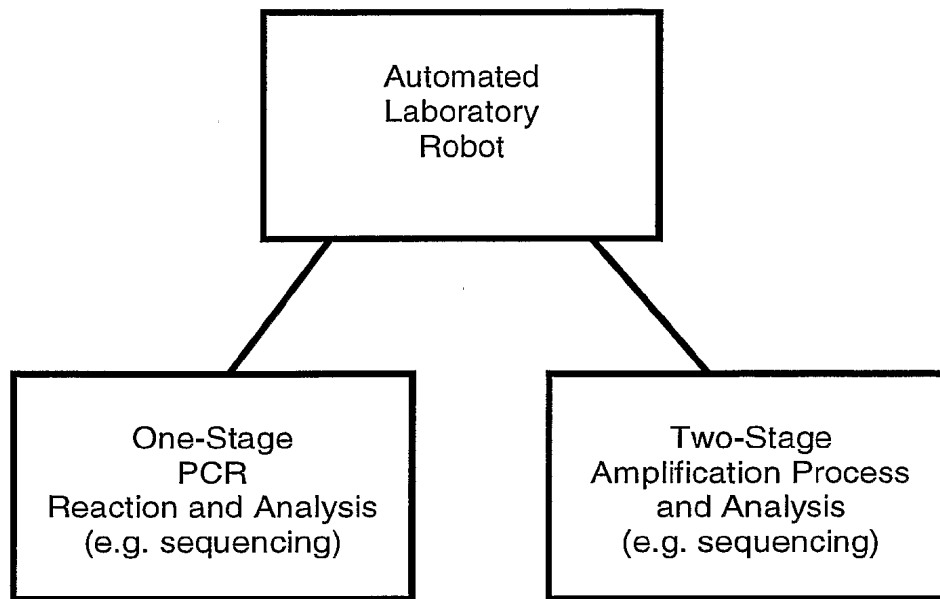 Automated
Laboratory
Robot
One-Stage
PCR
Reaction and Analysis
(e.g. sequencing)
Two-Stage
Amplification Process
and Analysis
(e.g. sequencing)